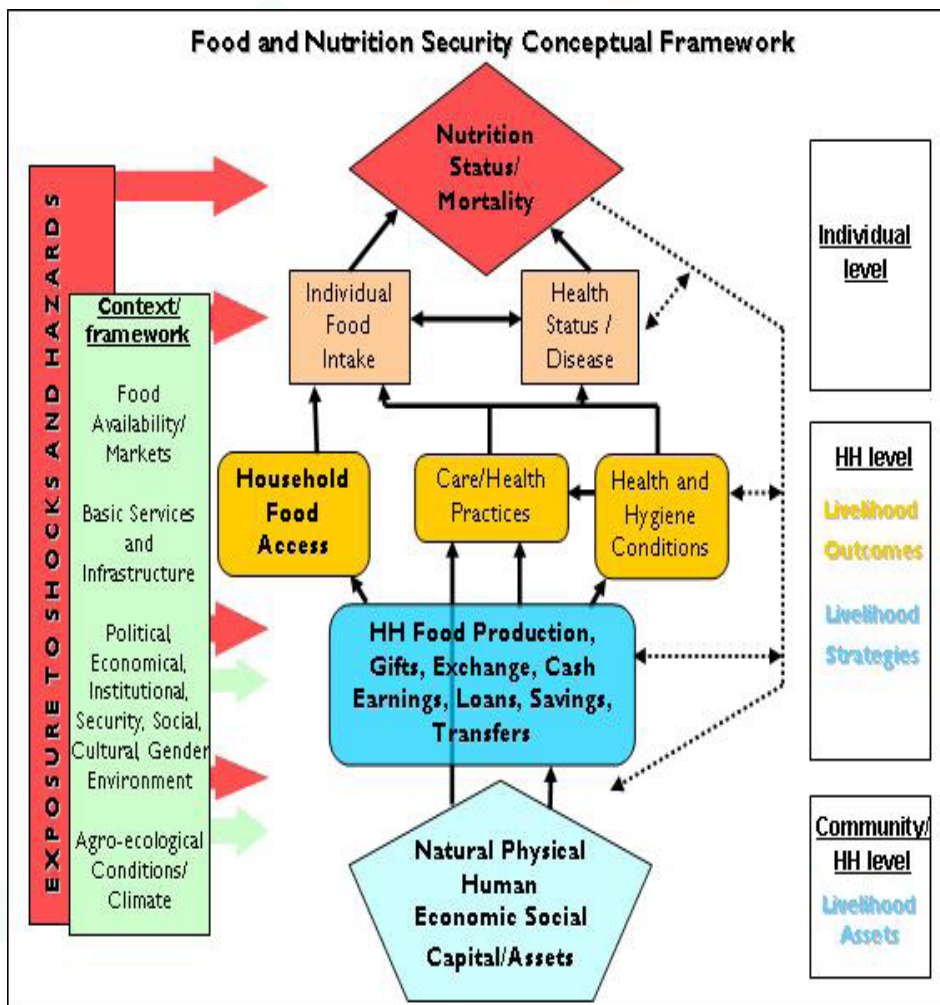 Food and Nutrition Security Conceptual Framework
EXPOSURE TO SHOCKS AND HAZARDS
Context/
framework
Food
Availability/
Markets
Basic Services
and
Infrastructure
Political,
Economical,
Institutional,
Security, Social,
Cultural, Gender
Environment
Agro-ecological
Conditions/
Climate
Nutrition
Status/
Mortality
Individual
Food
Intake
Health
Status /
Disease
Household
Food
Access
Care/Health
Practices
Health and
Hygiene
Conditions
HH Food Production,
Gifts, Exchange, Cash
Earnings, Loans, Savings,
Transfers
Natural Physical
Human
Economic Social
Capital/Assets
Individual
level
HH level
Livelihood
Outcomes
Livelihood
Strategies
Community/
HH level
Livelihood
Assets